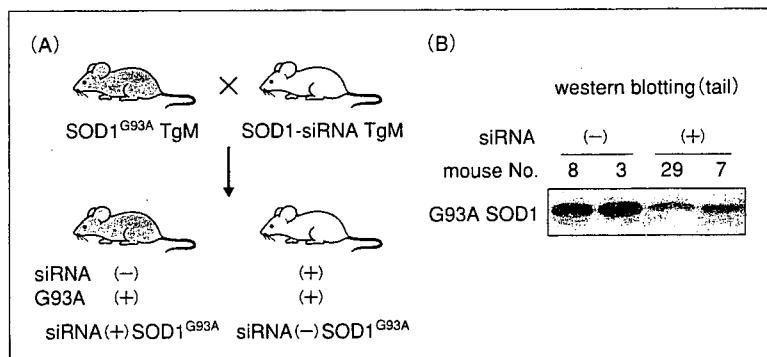 (A)
SOD1G93A TgM × SOD1-siRNA TgM
siRNA (−) (+)
G93A (+) (+)
siRNA(+)SOD1G93A siRNA(−)SOD1G93A
(B)
western blotting(tail)
siRNA (−) (+)
mouse No. 8 3 29 7
G93A SOD1